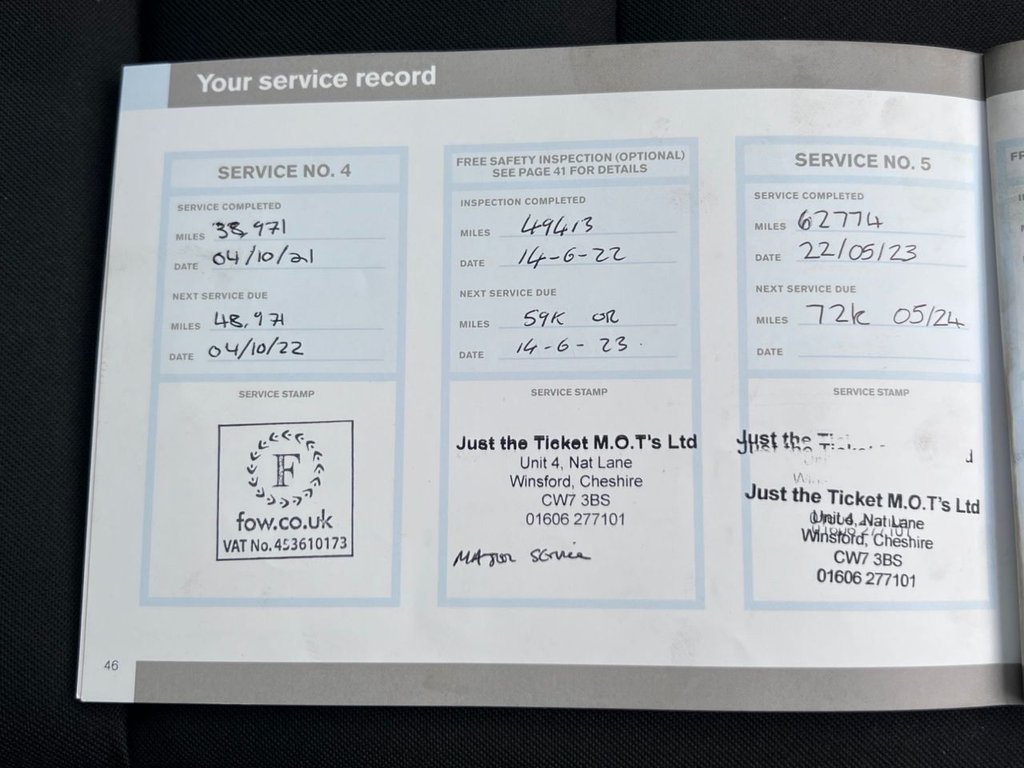 Your service record
SERVICE NO. 4
SERVICE COMPLETED
MILES 38,971
DATE 04/10/21
NEXT SERVICE DUE
MILES 48,971
DATE 04/10/22
SERVICE STAMP
F
fow.co.uk
VAT No. 453610173
FREE SAFETY INSPECTION (OPTIONAL)
SEE PAGE 41 FOR DETAILS
INSPECTION COMPLETED
MILES 49413
DATE 14-6-22
NEXT SERVICE DUE
MILES 59K OR
DATE 14-6-23.
SERVICE STAMP
Just the Ticket M.O.T's Ltd
Unit 4, Nat Lane
Winsford, Cheshire
CW7 3BS
01606 277101
MAJOR SERVICE
SERVICE NO. 5
SERVICE COMPLETED
MILES 62774
DATE 22/05/23
NEXT SERVICE DUE
MILES 72k 05/24
DATE
SERVICE STAMP
Just the
Just the Ticket M.O.T's Ltd
Unit 4, Nat Lane
Winsford, Cheshire
CW7 3BS
01606 277101
46